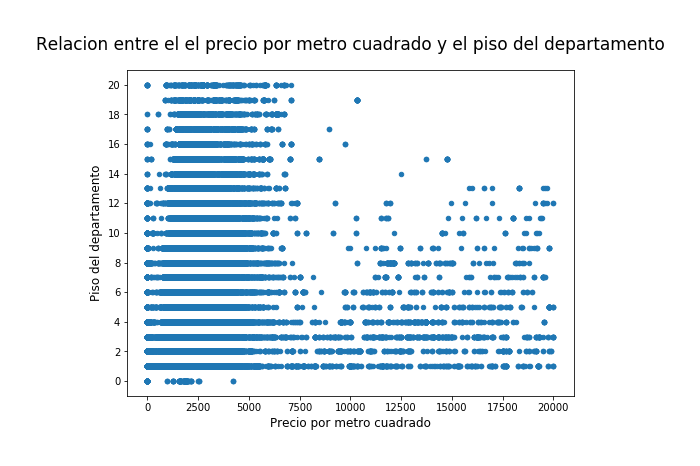 Relacion entre el el precio por metro cuadrado y el piso del departamento
20
18
16
14
12
10
8
6
4
2
0
Piso del departamento
0 2500 5000 7500 10000 12500 15000 17500 20000
Precio por metro cuadrado